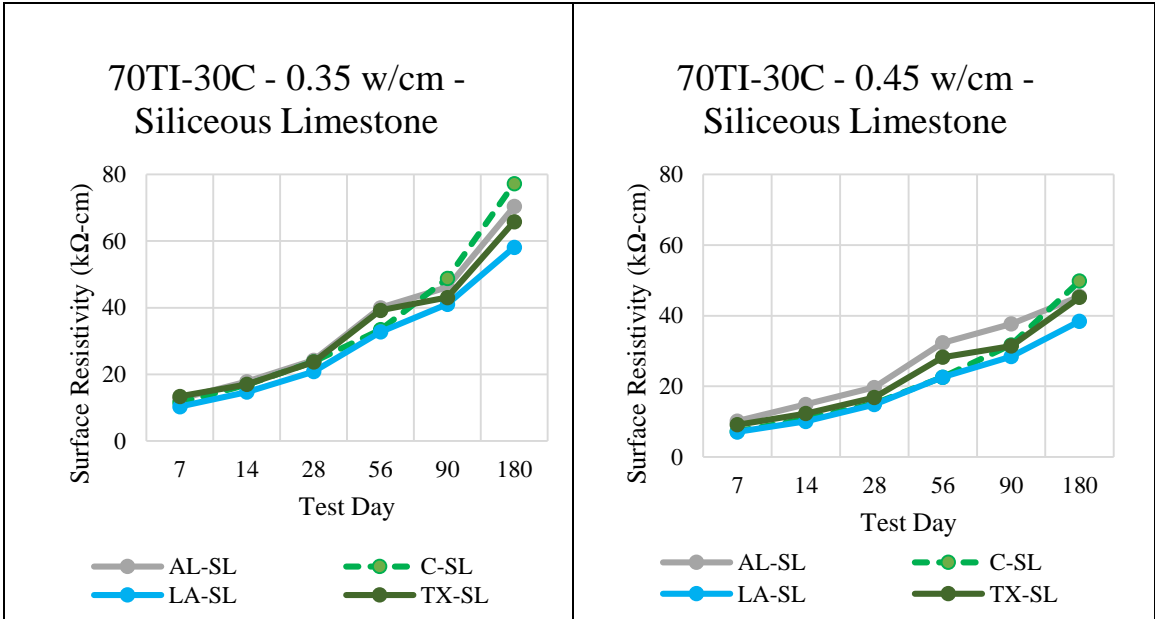 70TI-30C - 0.35 w/cm -
Siliceous Limestone
Surface Resistivity (kΩ-cm)
80
60
40
20
0
7 14 28 56 90 180
Test Day
AL-SL C-SL
LA-SL TX-SL
70TI-30C - 0.45 w/cm -
Siliceous Limestone
Surface Resistivity (kΩ-cm)
80
60
40
20
0
7 14 28 56 90 180
Test Day
AL-SL C-SL
LA-SL TX-SL